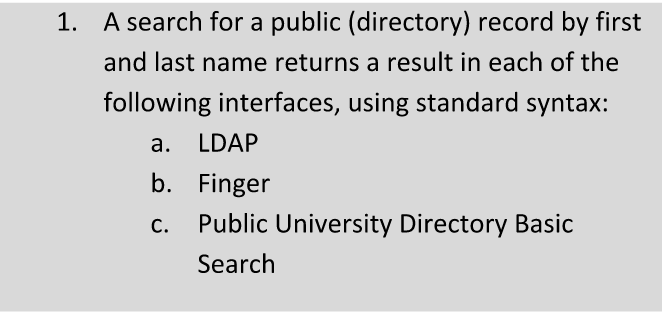 1. A search for a public (directory) record by first
and last name returns a result in each of the
following interfaces, using standard syntax:
a. LDAP
b. Finger
c. Public University Directory Basic
Search